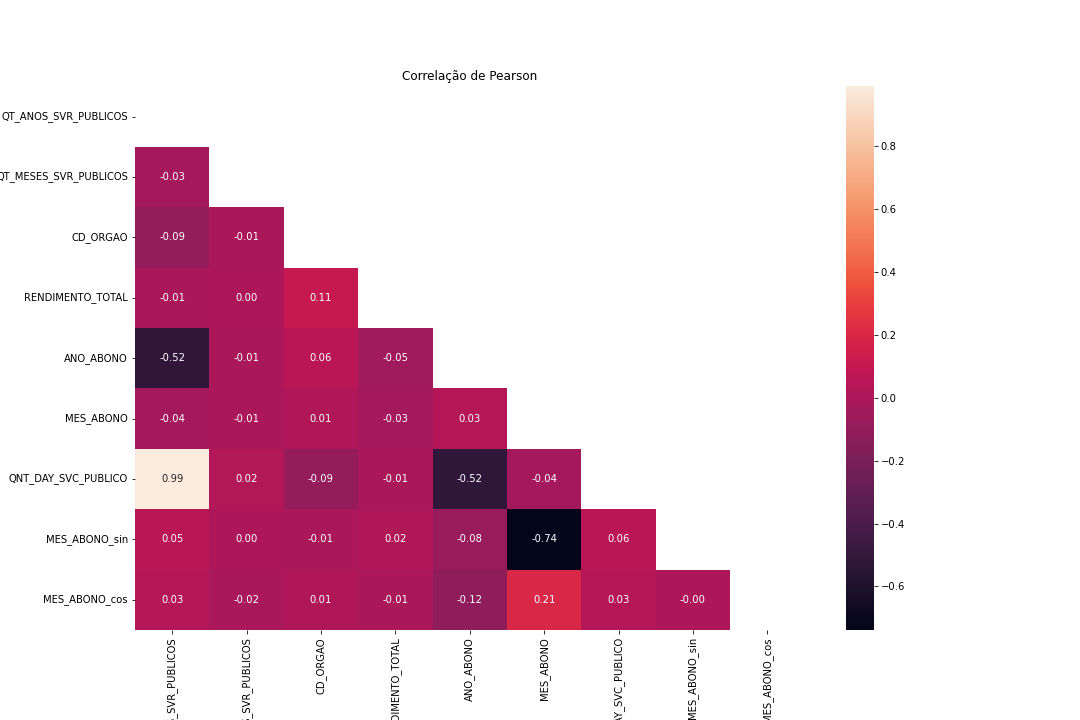 Correlação de Pearson
QT_ANOS_SVR_PUBLICOS
QT_MESES_SVR_PUBLICOS -0.03
CD_ORGAO -0.09 -0.01
RENDIMENTO_TOTAL -0.01 0.00 0.11
ANO_ABONO -0.52 -0.01 0.06 -0.05
MES_ABONO -0.04 -0.01 0.01 -0.03 0.03
QNT_DAY_SVC_PUBLICO 0.99 0.02 -0.09 -0.01 -0.52 -0.04
MES_ABONO_sin 0.05 0.00 -0.01 0.02 -0.08 -0.74 0.06
MES_ABONO_cos 0.03 -0.02 0.01 -0.01 -0.12 0.21 0.03 -0.00
S_SVR_PUBLICOS
S_SVR_PUBLICOS
CD_ORGAO
DIMENTO_TOTAL
ANO_ABONO
MES_ABONO
AY_SVC_PUBLICO
MES_ABONO_sin
MES_ABONO_cos
0.8
0.6
0.4
0.2
0.0
−0.2
−0.4
−0.6